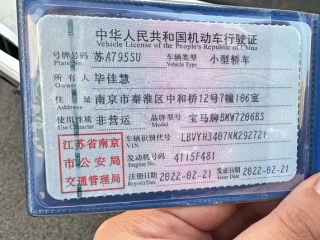 中华人民共和国机动车行驶证
Vehicle License of the People's Republic of China
号牌号码 苏A795SU 车辆类型 小型轿车
Plate No. Vehicle Type
所有人 毕佳慧
Owner
住址 南京市秦淮区中和桥12号7幢106室
Address
使用性质 非营运 品牌型号 宝马牌BMW7206BS
Use Character Model
江苏省南京市公安局交通管理局
车辆识别代号 LBVYH3407NM292721
VIN
发动机号码 4115F481
Engine No.
注册日期 2022-02-21 发证日期 2022-02-21
Register Date Issue Date